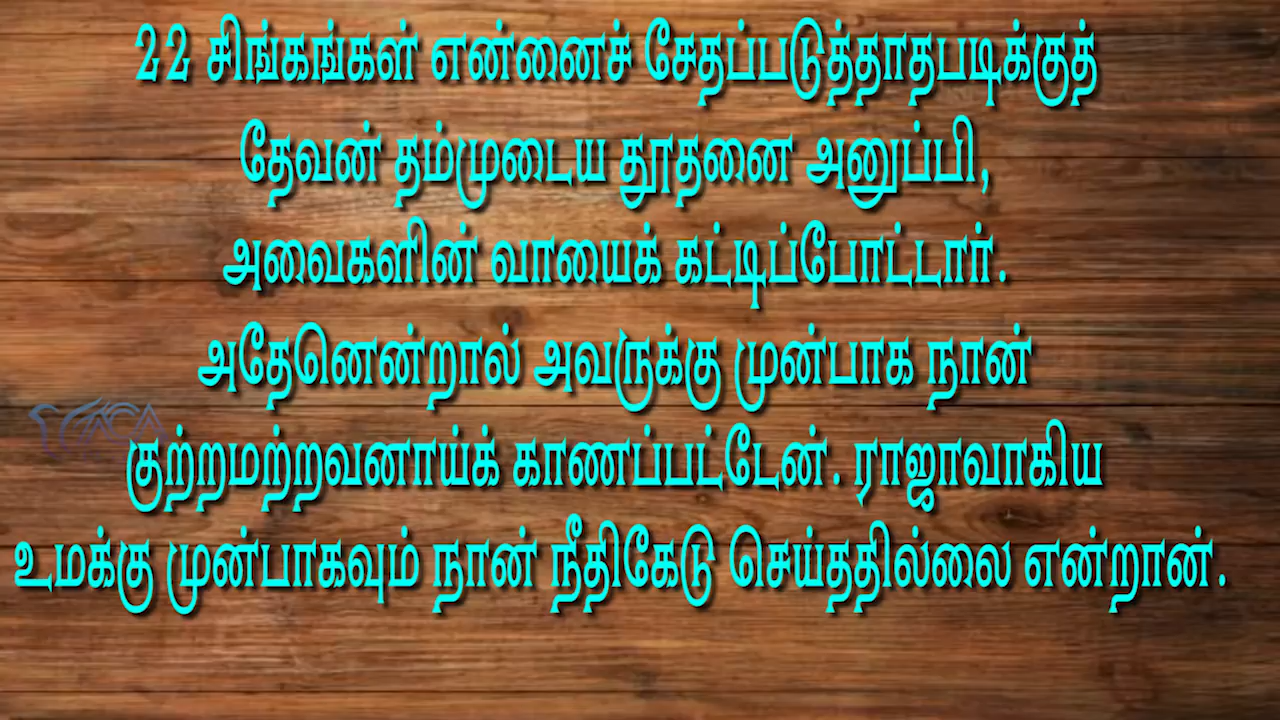 22 சிங்கங்கள் என்னைச் சேதப்படுத்தாதபடிக்குத்
தேவன் தம்முடைய தூதனை அனுப்பி,
அவைகளின் வாயைக் கட்டிப்போட்டார்.
அதேனென்றால் அவருக்கு முன்பாக நான்
குற்றமற்றவனாய்க் காணப்பட்டேன். ராஜாவாகிய
உமக்கு முன்பாகவும் நான் நீதிகேடு செய்ததில்லை என்றான்.